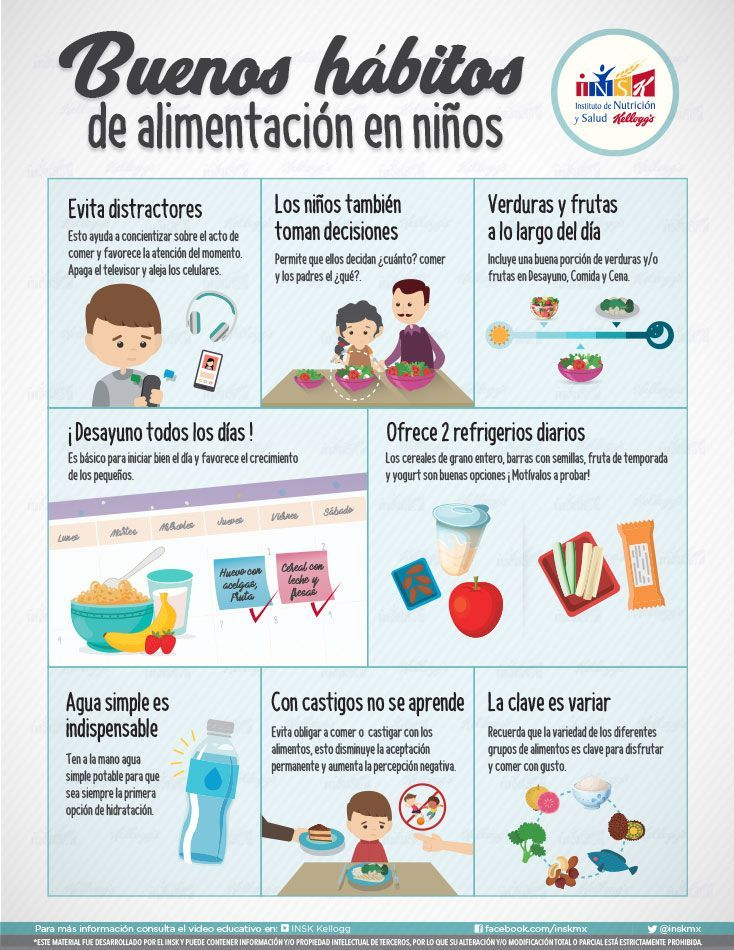 Buenos hábitos
de alimentación en niños
iNSK
Instituto de Nutrición
y Salud Kellogg's
Evita distractores
Esto ayuda a concientizar sobre el acto de
comer y favorece la atención del momento.
Apaga el televisor y aleja los celulares.
Los niños también
toman decisiones
Permite que ellos decidan ¿cuánto? comer
y los padres el ¿qué?.
Verduras y frutas
a lo largo del día
Incluye una buena porción de verduras y/o
frutas en Desayuno, Comida y Cena.
¡Desayuno todos los días!
Es básico para iniciar bien el día y favorece el crecimiento
de los pequeños.
Lunes Martes Miércoles Jueves Viernes Sábado
Huevo con
acelgas,
Fruta
Cereal con
leche y
fresas
Ofrece 2 refrigerios diarios
Los cereales de grano entero, barras con semillas, fruta de temporada
y yogurt son buenas opciones ¡Motívalos a probar!
Agua simple es
indispensable
Ten a la mano agua
simple potable para que
sea siempre la primera
opción de hidratación.
Con castigos no se aprende
Evita obligar a comer o castigar con los
alimentos, esto disminuye la aceptación
permanente y aumenta la percepción negativa.
La clave es variar
Recuerda que la variedad de los diferentes
grupos de alimentos es clave para disfrutar
y comer con gusto.
Para más información consulta el video educativo en: INSK Kellogg facebook.com/inskmx @inskmx
*ESTE MATERIAL FUE DESARROLLADO POR EL INSK Y PUEDE CONTENER INFORMACIÓN Y/O PROPIEDAD INTELECTUAL DE TERCEROS, POR LO QUE SU ALTERACIÓN Y/O MODIFICACIÓN TOTAL O PARCIAL ESTÁ ESTRICTAMENTE PROHIBIDA.